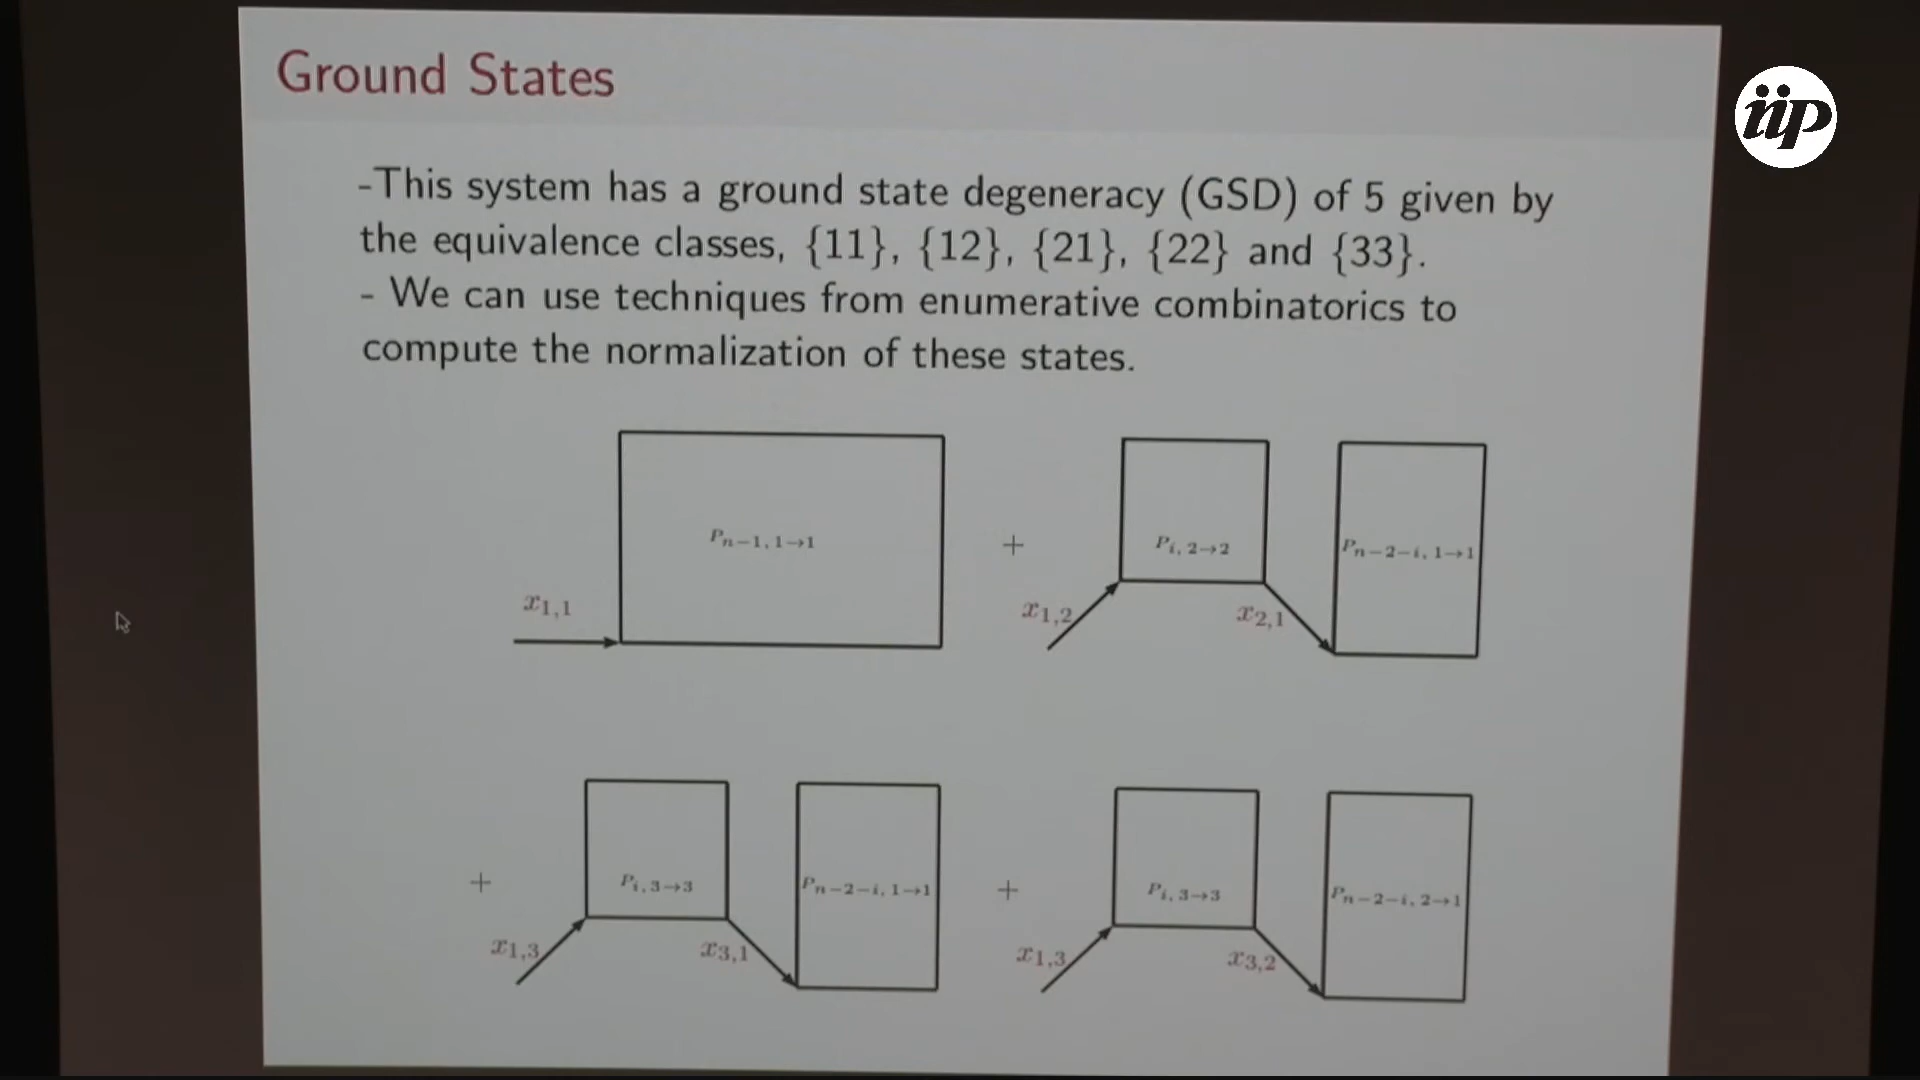 Ground States
iip
-This system has a ground state degeneracy (GSD) of 5 given by
the equivalence classes, {11}, {12}, {21}, {22} and {33}.
- We can use techniques from enumerative combinatorics to
compute the normalization of these states.
P_{n-1, 1→1}
x_{1,1}
+
P_{i, 2→2}
P_{n-2-i, 1→1}
x_{1,2}
x_{2,1}
+
P_{i, 3→3}
P_{n-2-i, 1→1}
x_{1,3}
x_{3,1}
+
P_{i, 3→3}
P_{n-2-i, 2→1}
x_{1,3}
x_{3,2}